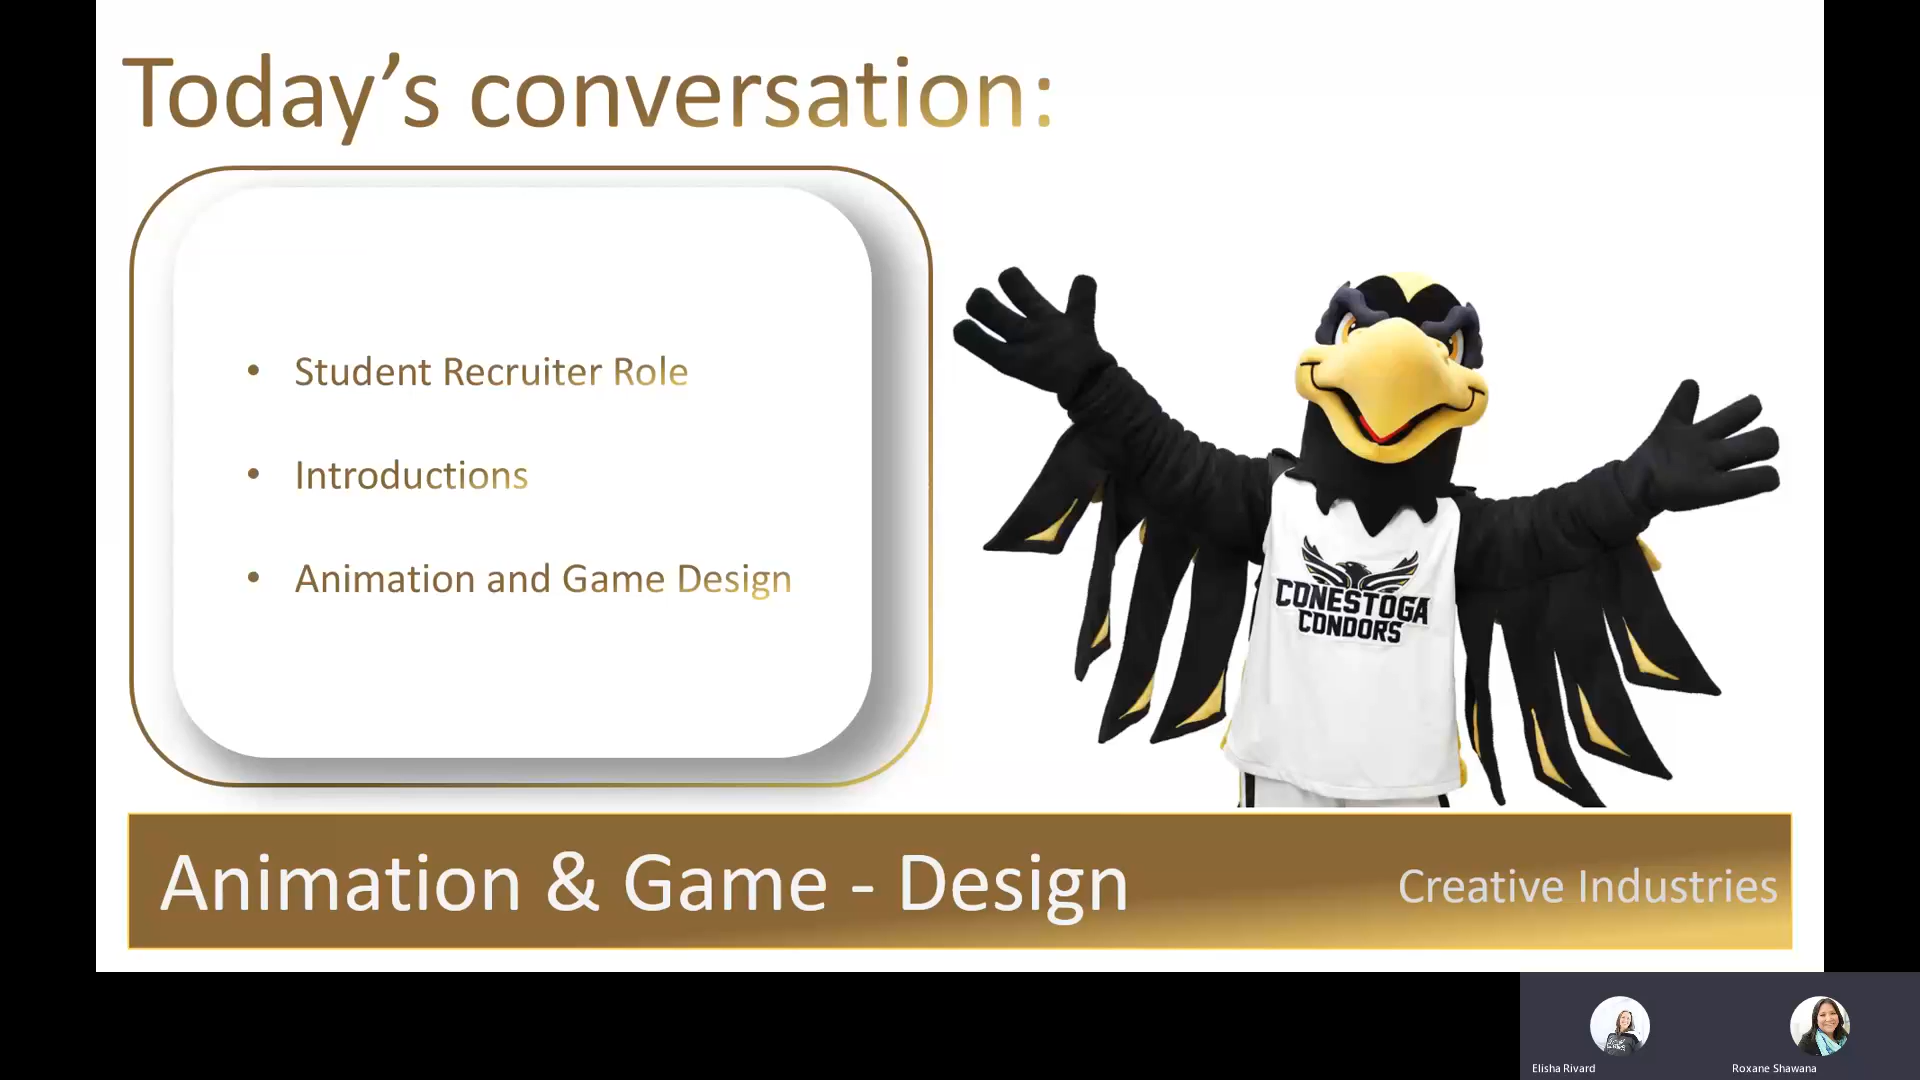 Today’s conversation:
• Student Recruiter Role
• Introductions
• Animation and Game Design
CONESTOGA
CONDORS
Animation & Game - Design
Creative Industries
Elisha Rivard
Roxane Shawana